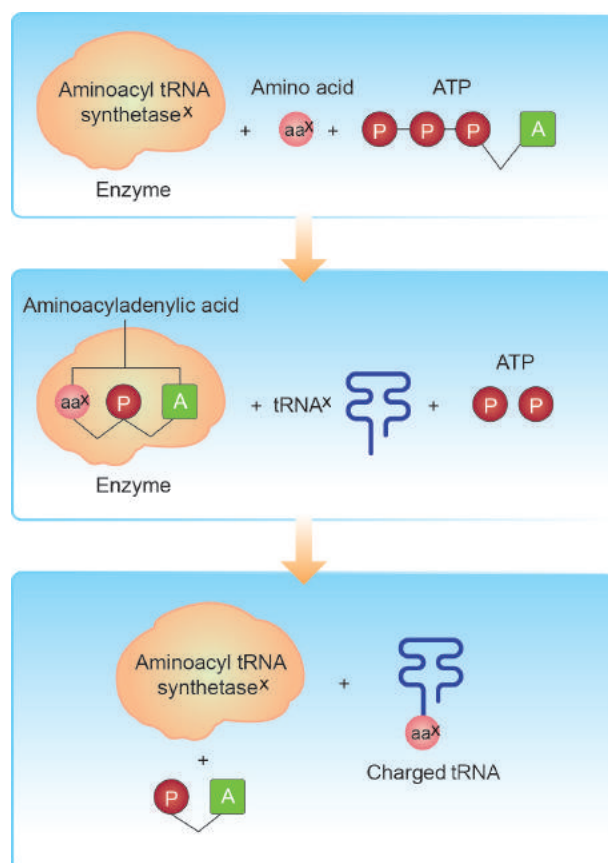 Aminoacyl tRNA
synthetaseˣ
Amino acid
ATP
+ aaˣ + P P P A
Enzyme
Aminoacyladenylic acid
ATP
aaˣ P A + tRNAˣ + P P
Enzyme
Aminoacyl tRNA
synthetaseˣ
+
aaˣ
+
Charged tRNA
P A